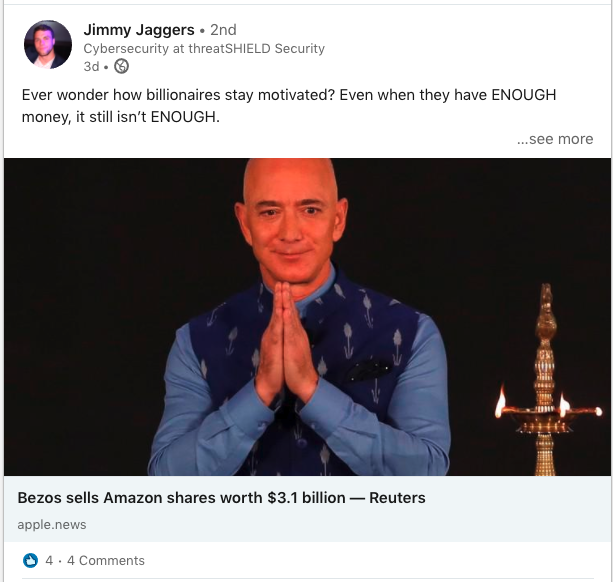 Jimmy Jaggers • 2nd
Cybersecurity at threatSHIELD Security
3d •
Ever wonder how billionaires stay motivated? Even when they have ENOUGH
money, it still isn’t ENOUGH.
...see more
Bezos sells Amazon shares worth $3.1 billion — Reuters
apple.news
4 · 4 Comments